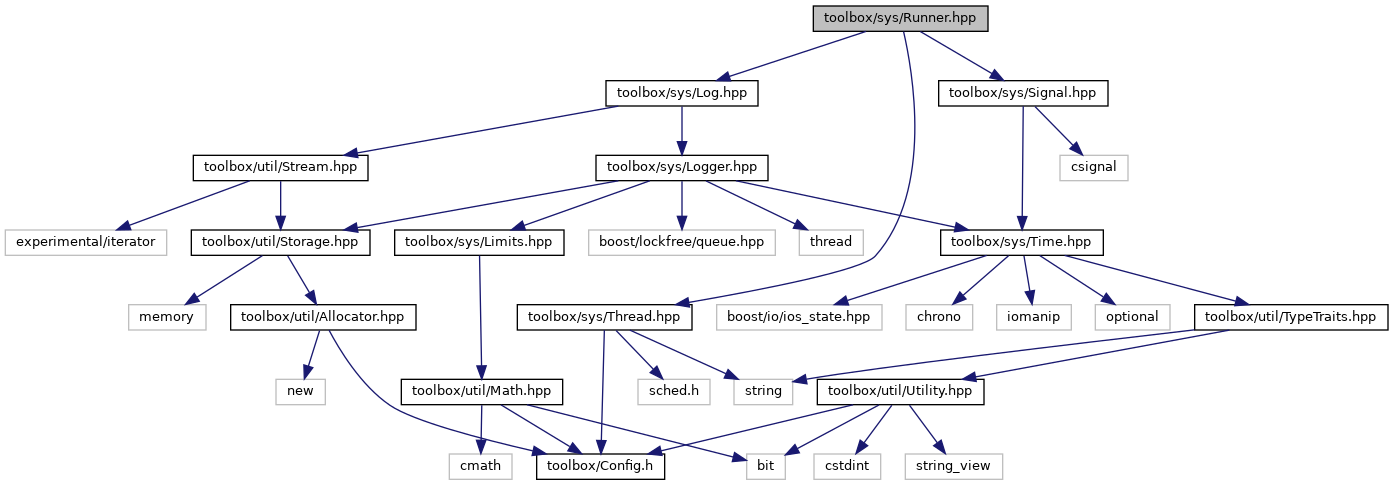 toolbox/sys/Runner.hpp
toolbox/sys/Log.hpp
toolbox/sys/Signal.hpp
toolbox/util/Stream.hpp
toolbox/sys/Logger.hpp
csignal
experimental/iterator
toolbox/util/Storage.hpp
toolbox/sys/Limits.hpp
boost/lockfree/queue.hpp
thread
toolbox/sys/Time.hpp
memory
toolbox/util/Allocator.hpp
toolbox/sys/Thread.hpp
boost/io/ios_state.hpp
chrono
iomanip
optional
toolbox/util/TypeTraits.hpp
new
toolbox/util/Math.hpp
sched.h
string
toolbox/util/Utility.hpp
cmath
toolbox/Config.h
bit
cstdint
string_view